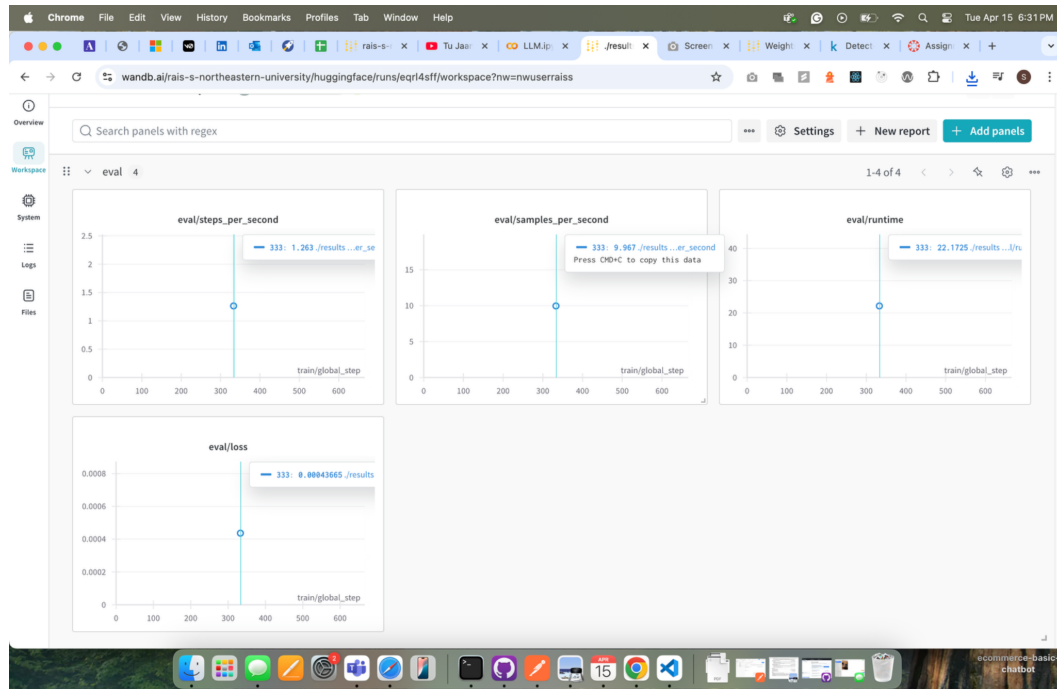 Chrome File Edit View History Bookmarks Profiles Tab Window Help Tue Apr 15 6:31 PM
rais-s-r Tu Jaar LLM.ip ./result Screen Weight Detect Assign
wandb.ai/rais-s-northeastern-university/huggingface/runs/eqrl4sff/workspace?nw=nwuserraiss
S
Overview
Search panels with regex
Settings
New report
Add panels
Workspace
eval 4
1-4 of 4
System
Logs
Files
eval/steps_per_second
333: 1.263 ./results ...er_se
2.5
2
1.5
1
0.5
0
train/global_step
0 100 200 300 400 500 600
eval/samples_per_second
333: 9.967 ./results ...er_second
Press CMD+C to copy this data
15
10
5
0
train/global_step
0 100 200 300 400 500 600
eval/runtime
333: 22.1725 ./results ...l/ru
40
30
20
10
0
train/global_step
0 100 200 300 400 500 600
eval/loss
333: 0.00043665 ./results
0.0008
0.0006
0.0004
0.0002
0
train/global_step
0 100 200 300 400 500 600
APR
15
ecommerce-basic-
chatbot